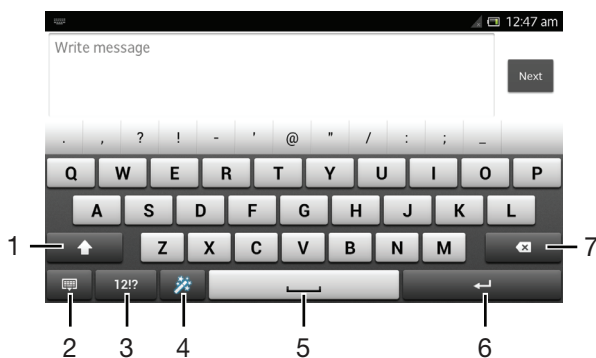 12:47 am
Write message
Next
. , ? ! - ' @ " / : ; _
Q W E R T Y U I O P
A S D F G H J K L
1 Z X C V B N M 7
12!?
2 3 4 5 6